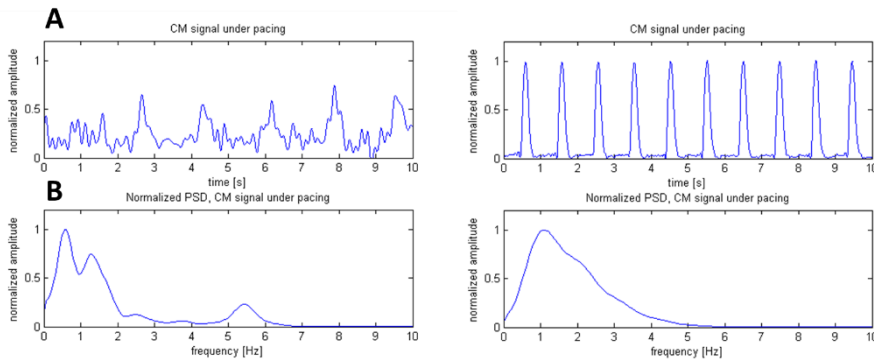 A
CM signal under pacing
normalized amplitude
1
0.5
0
0 1 2 3 4 5 6 7 8 9 10
time [s]
CM signal under pacing
normalized amplitude
1
0.5
0
0 1 2 3 4 5 6 7 8 9 10
time [s]
B
Normalized PSD, CM signal under pacing
normalized amplitude
1
0.5
0
0 1 2 3 4 5 6 7 8 9 10
frequency [Hz]
Normalized PSD, CM signal under pacing
normalized amplitude
1
0.5
0
0 1 2 3 4 5 6 7 8 9 10
frequency [Hz]